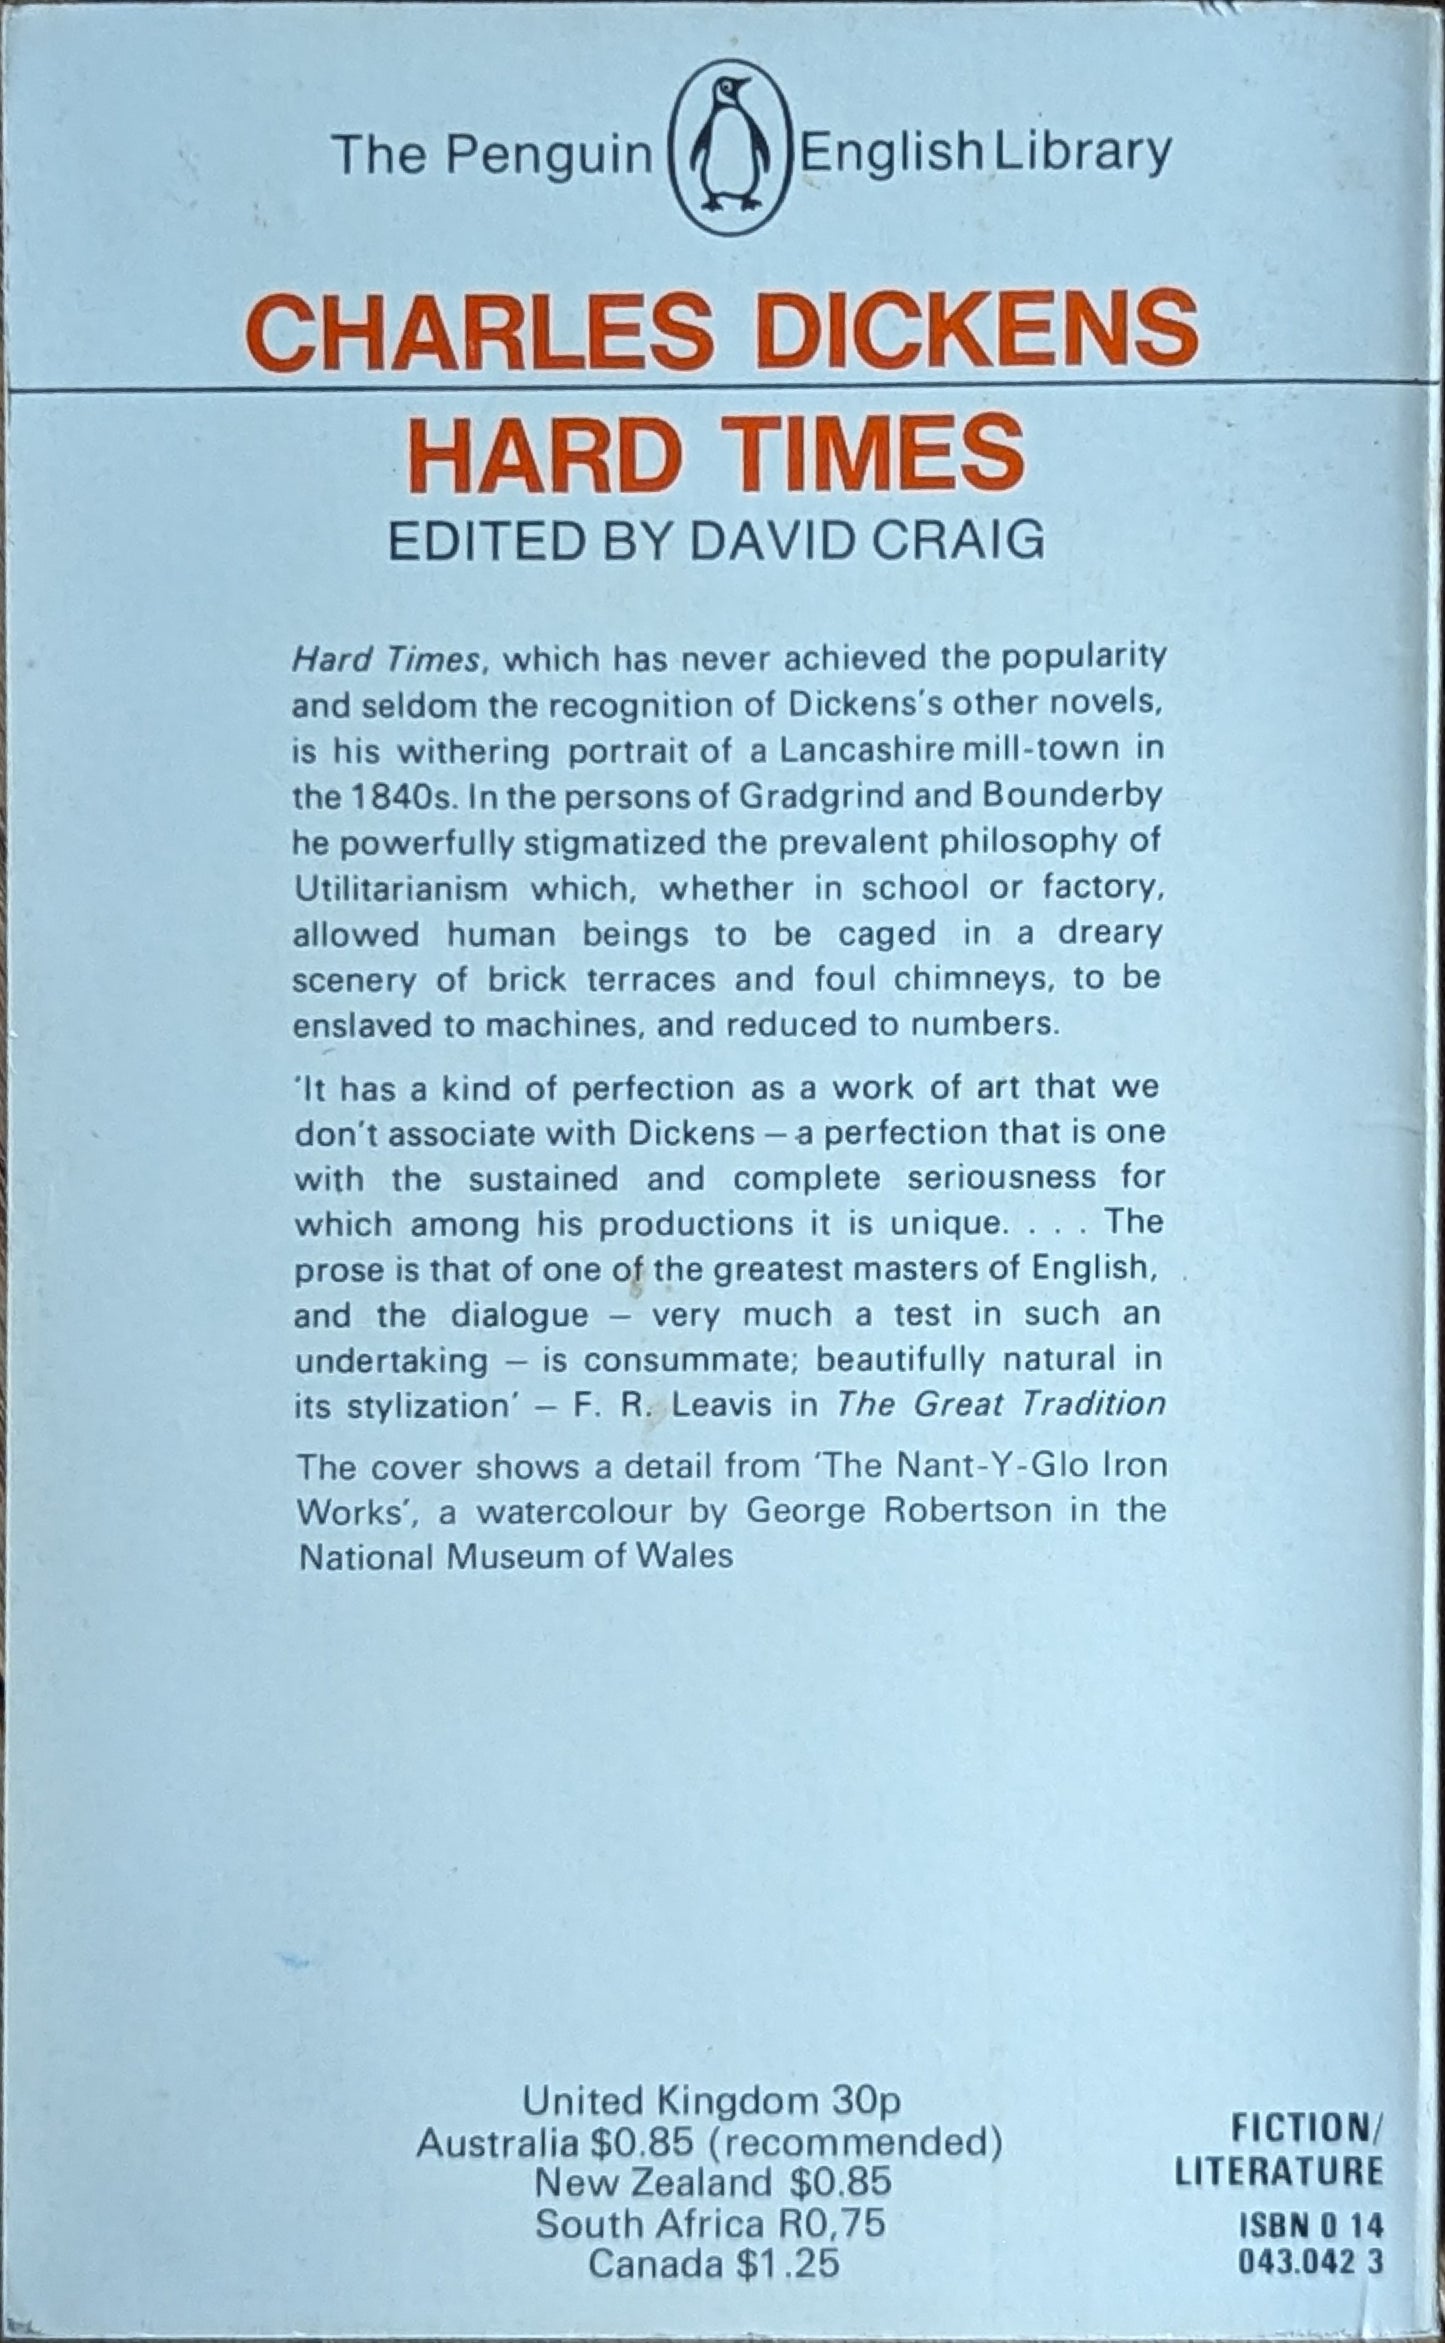 The Penguin English Library
CHARLES DICKENS
HARD TIMES
EDITED BY DAVID CRAIG
Hard Times, which has never achieved the popularity
and seldom the recognition of Dickens's other novels,
is his withering portrait of a Lancashire mill-town in
the 1840s. In the persons of Gradgrind and Bounderby
he powerfully stigmatized the prevalent philosophy of
Utilitarianism which, whether in school or factory,
allowed human beings to be caged in a dreary
scenery of brick terraces and foul chimneys, to be
enslaved to machines, and reduced to numbers.
'It has a kind of perfection as a work of art that we
don't associate with Dickens – a perfection that is one
with the sustained and complete seriousness for
which among his productions it is unique. . . . The
prose is that of one of the greatest masters of English,
and the dialogue – very much a test in such an
undertaking – is consummate; beautifully natural in
its stylization' – F. R. Leavis in The Great Tradition
The cover shows a detail from 'The Nant-Y-Glo Iron
Works', a watercolour by George Robertson in the
National Museum of Wales
United Kingdom 30p
Australia $0.85 (recommended)
New Zealand $0.85
South Africa R0,75
Canada $1.25
FICTION/
LITERATURE
ISBN 0 14
043.042 3